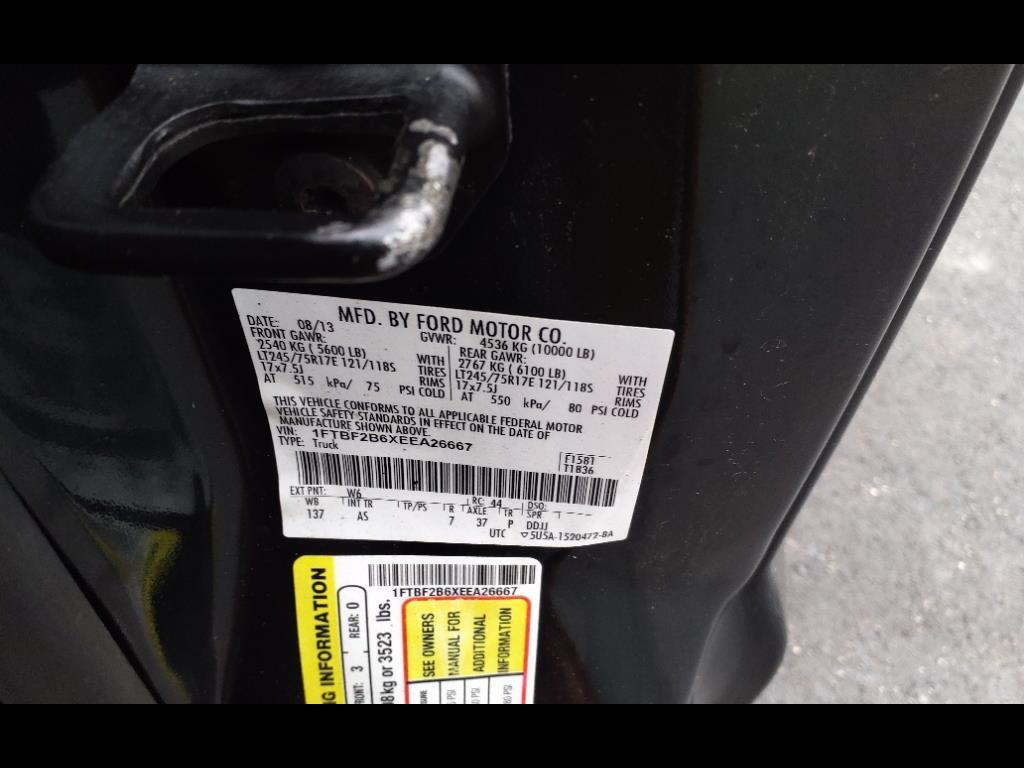 MFD. BY FORD MOTOR CO.
DATE: 08/13 GVWR: 4536 KG (10000 LB)
FRONT GAWR: REAR GAWR:
2540 KG (5600 LB) WITH 2767 KG (6100 LB) WITH
LT245/75R17E 121/118S TIRES LT245/75R17E 121/118S TIRES
17x7.5J RIMS 17x7.5J RIMS
AT 515 kPa/ 75 PSI COLD AT 550 kPa/ 80 PSI COLD
THIS VEHICLE CONFORMS TO ALL APPLICABLE FEDERAL MOTOR
VEHICLE SAFETY STANDARDS IN EFFECT ON THE DATE OF
MANUFACTURE SHOWN ABOVE.
VIN: 1FTBF2B6XEEA26667
TYPE: Truck
F1581
T1836
EXT PNT: W6 RC: 44 DSO:
WB INT TR TP/PS R AXLE TR SPR
137 AS 7 37 P DDJJ
UTC ▽5U5A-1520472-BA
1FTBF2B6XEEA26667
INFORMATION
FRONT: 3 REAR: 0
kg or 3523 lbs.
SEE OWNERS
MANUAL FOR
ADDITIONAL
INFORMATION